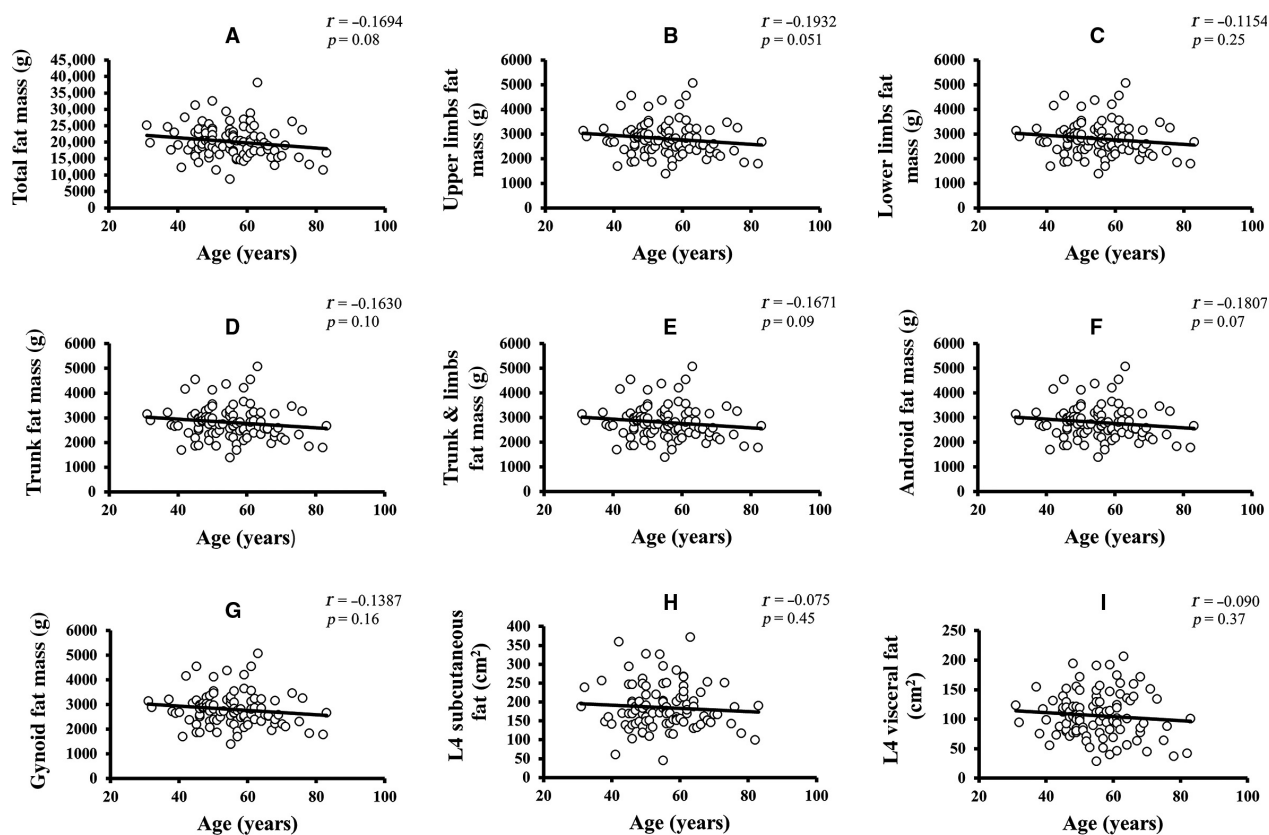 A
r = –0.1694
p = 0.08
Total fat mass (g)
45,000
40,000
35,000
30,000
25,000
20,000
15,000
10,000
5000
0
20 40 60 80 100
Age (years)
B
r = –0.1932
p = 0.051
Upper limbs fat
mass (g)
6000
5000
4000
3000
2000
1000
0
20 40 60 80 100
Age (years)
C
r = –0.1154
p = 0.25
Lower limbs fat
mass (g)
6000
5000
4000
3000
2000
1000
0
20 40 60 80 100
Age (years)
D
r = –0.1630
p = 0.10
Trunk fat mass (g)
6000
5000
4000
3000
2000
1000
0
20 40 60 80 100
Age (years)
E
r = –0.1671
p = 0.09
Trunk & limbs
fat mass (g)
6000
5000
4000
3000
2000
1000
0
20 40 60 80 100
Age (years)
F
r = –0.1807
p = 0.07
Android fat mass (g)
6000
5000
4000
3000
2000
1000
0
20 40 60 80 100
Age (years)
G
r = –0.1387
p = 0.16
Gynoid fat mass (g)
6000
5000
4000
3000
2000
1000
0
20 40 60 80 100
Age (years)
H
r = –0.075
p = 0.45
L4 subcutaneous
fat (cm²)
400
350
300
250
200
150
100
50
0
20 40 60 80 100
Age (years)
I
r = –0.090
p = 0.37
L4 visceral fat
(cm²)
250
200
150
100
50
0
20 40 60 80 100
Age (years)